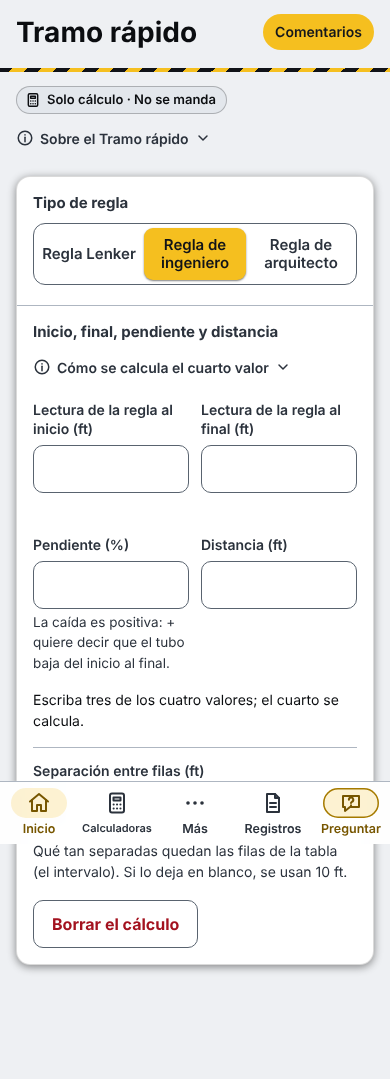 Tramo rápido
Comentarios
Solo cálculo · No se manda
Sobre el Tramo rápido
Tipo de regla
Regla Lenker
Regla de
ingeniero
Regla de
arquitecto
Inicio, final, pendiente y distancia
Cómo se calcula el cuarto valor
Lectura de la regla al
inicio (ft)
Lectura de la regla al
final (ft)
Pendiente (%)
Distancia (ft)
La caída es positiva: +
quiere decir que el tubo
baja del inicio al final.
Escriba tres de los cuatro valores; el cuarto se
calcula.
Separación entre filas (ft)
Inicio
Calculadoras
Más
Registros
Preguntar
Qué tan separadas quedan las filas de la tabla
(el intervalo). Si lo deja en blanco, se usan 10 ft.
Borrar el cálculo